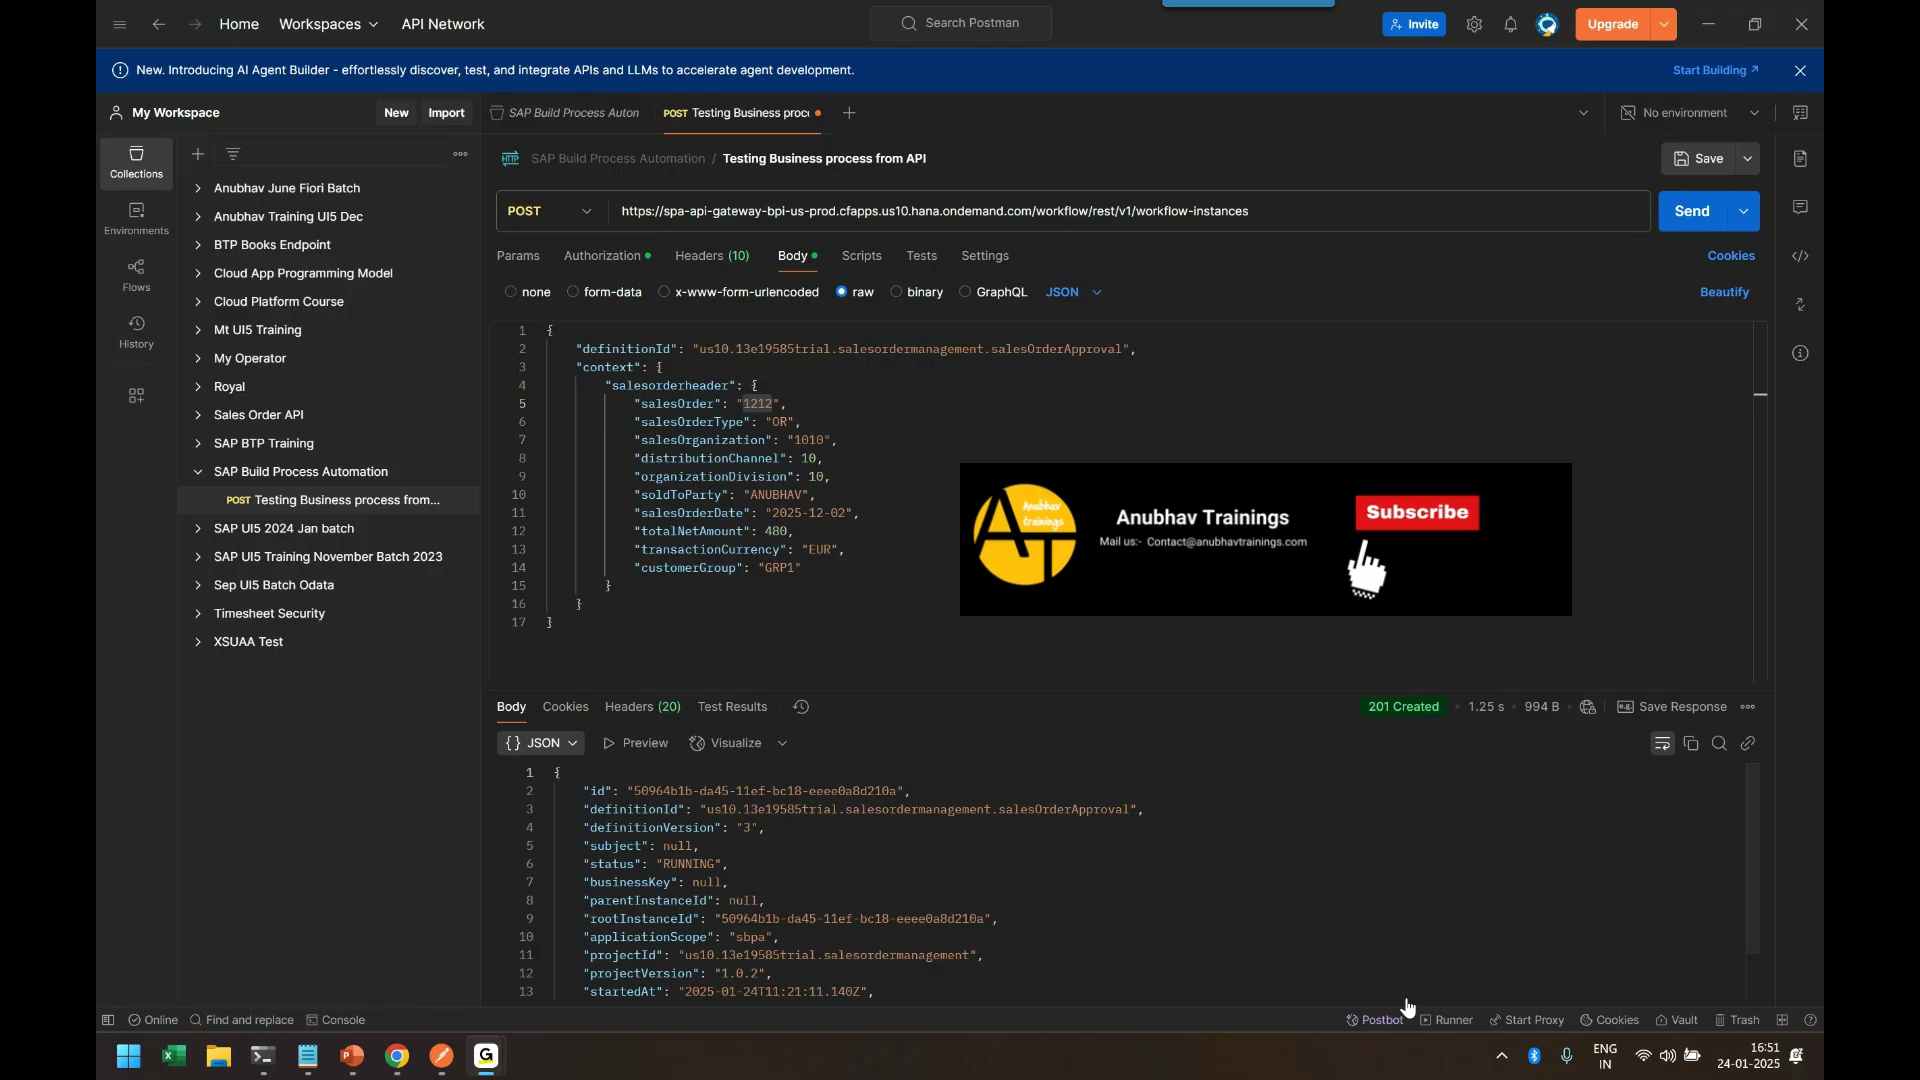 Home
Workspaces
API Network
Search Postman
Invite
Upgrade
New. Introducing AI Agent Builder - effortlessly discover, test, and integrate APIs and LLMs to accelerate agent development.
Start Building
My Workspace
New
Import
SAP Build Process Auton
POST Testing Business proc
No environment
Collections
Environments
Flows
History
Anubhav June Fiori Batch
Anubhav Training UI5 Dec
BTP Books Endpoint
Cloud App Programming Model
Cloud Platform Course
Mt UI5 Training
My Operator
Royal
Sales Order API
SAP BTP Training
SAP Build Process Automation
POST Testing Business process from...
SAP UI5 2024 Jan batch
SAP UI5 Training November Batch 2023
Sep UI5 Batch Odata
Timesheet Security
XSUAA Test
HTTP SAP Build Process Automation / Testing Business process from API
Save
POST
https://spa-api-gateway-bpi-us-prod.cfapps.us10.hana.ondemand.com/workflow/rest/v1/workflow-instances
Send
Params Authorization Headers (10) Body Scripts Tests Settings
Cookies
none form-data x-www-form-urlencoded raw binary GraphQL JSON
Beautify
1 {
2 "definitionId": "us10.13e19585trial.salesordermanagement.salesOrderApproval",
3 "context": {
4 "salesorderheader": {
5 "salesOrder": "1212",
6 "salesOrderType": "OR",
7 "salesOrganization": "1010",
8 "distributionChannel": 10,
9 "organizationDivision": 10,
10 "soldToParty": "ANUBHAV",
11 "salesOrderDate": "2025-12-02",
12 "totalNetAmount": 480,
13 "transactionCurrency": "EUR",
14 "customerGroup": "GRP1"
15 }
16 }
17 }
Anubhav trainings
AT
Anubhav Trainings
Mail us:- Contact@anubhavtrainings.com
Subscribe
Body Cookies Headers (20) Test Results
201 Created 1.25 s 994 B
e.g. Save Response
{} JSON Preview Visualize
1 {
2 "id": "50964b1b-da45-11ef-bc18-eeee0a8d210a",
3 "definitionId": "us10.13e19585trial.salesordermanagement.salesOrderApproval",
4 "definitionVersion": "3",
5 "subject": null,
6 "status": "RUNNING",
7 "businessKey": null,
8 "parentInstanceId": null,
9 "rootInstanceId": "50964b1b-da45-11ef-bc18-eeee0a8d210a",
10 "applicationScope": "sbpa",
11 "projectId": "us10.13e19585trial.salesordermanagement",
12 "projectVersion": "1.0.2",
13 "startedAt": "2025-01-24T11:21:11.140Z",
Online Find and replace Console
Postbot Runner Start Proxy Cookies Vault Trash
ENG
IN
16:51
24-01-2025